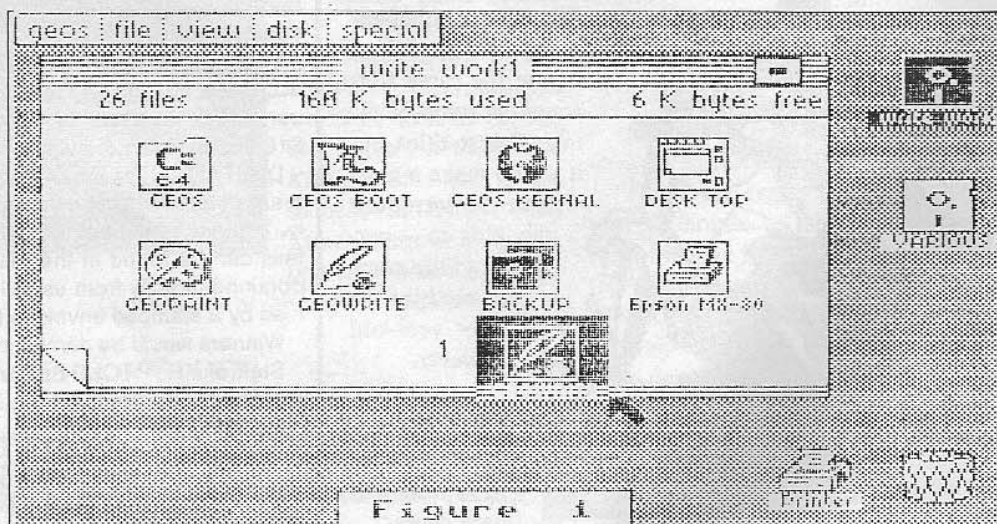 geos file view disk special
write work1
26 files 160 K bytes used 6 K bytes free
C= 64
GEOS GEOS BOOT GEOS KERNAL DESK TOP
VARIOUS
GEOPAINT GEOWRITE BACKUP Epson MX-80
1
Printer
Figure 1